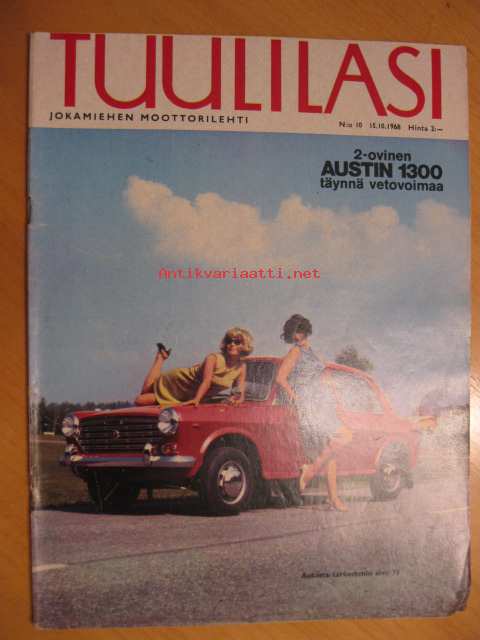 TUULILASI
JOKAMIEHEN MOOTTORILEHTI
N:o 10 15.10.1968 Hinta 2:—
2-ovinen
AUSTIN 1300
täynnä vetovoimaa
Antikvariaatti.net